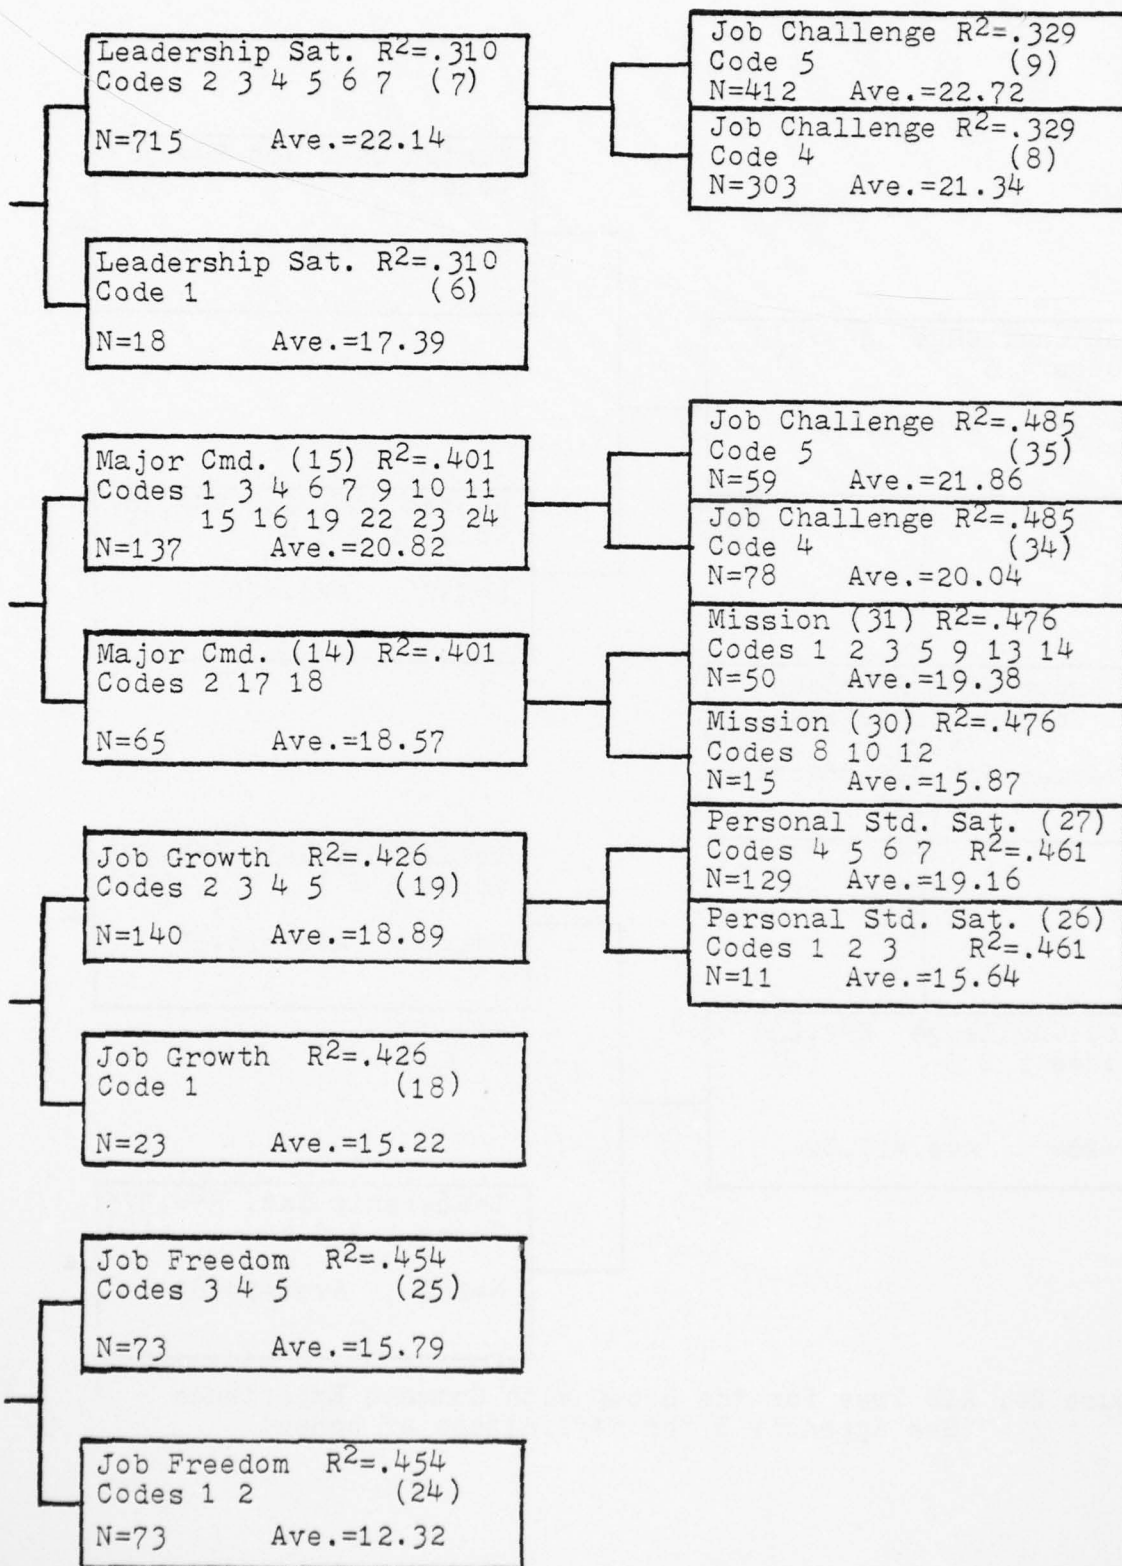 Leadership Sat. R²=.310
Codes 2 3 4 5 6 7 (7)
N=715 Ave.=22.14
Leadership Sat. R²=.310
Code 1 (6)
N=18 Ave.=17.39
Major Cmd. (15) R²=.401
Codes 1 3 4 6 7 9 10 11
15 16 19 22 23 24
N=137 Ave.=20.82
Major Cmd. (14) R²=.401
Codes 2 17 18
N=65 Ave.=18.57
Job Growth R²=.426
Codes 2 3 4 5 (19)
N=140 Ave.=18.89
Job Growth R²=.426
Code 1 (18)
N=23 Ave.=15.22
Job Freedom R²=.454
Codes 3 4 5 (25)
N=73 Ave.=15.79
Job Freedom R²=.454
Codes 1 2 (24)
N=73 Ave.=12.32
Job Challenge R²=.329
Code 5 (9)
N=412 Ave.=22.72
Job Challenge R²=.329
Code 4 (8)
N=303 Ave.=21.34
Job Challenge R²=.485
Code 5 (35)
N=59 Ave.=21.86
Job Challenge R²=.485
Code 4 (34)
N=78 Ave.=20.04
Mission (31) R²=.476
Codes 1 2 3 5 9 13 14
N=50 Ave.=19.38
Mission (30) R²=.476
Codes 8 10 12
N=15 Ave.=15.87
Personal Std. Sat. (27)
Codes 4 5 6 7 R²=.461
N=129 Ave.=19.16
Personal Std. Sat. (26)
Codes 1 2 3 R²=.461
N=11 Ave.=15.64